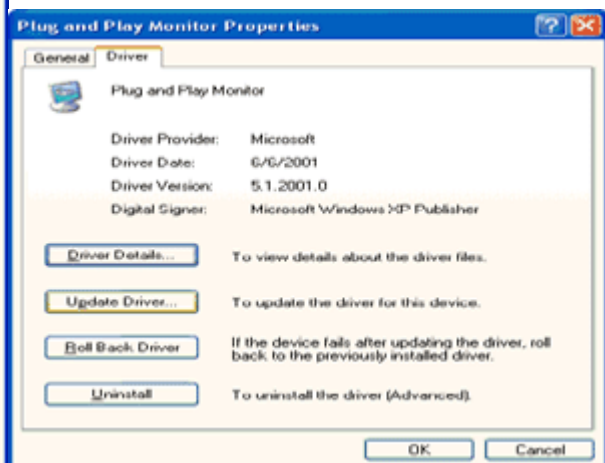 Plug and Play Monitor Properties
General Driver
Plug and Play Monitor
Driver Provider: Microsoft
Driver Date: 6/6/2001
Driver Version: 5.1.2001.0
Digital Signer: Microsoft Windows XP Publisher
Driver Details... To view details about the driver files.
Update Driver... To update the driver for this device.
Roll Back Driver If the device fails after updating the driver, roll
back to the previously installed driver.
Uninstall To uninstall the driver (Advanced).
OK Cancel